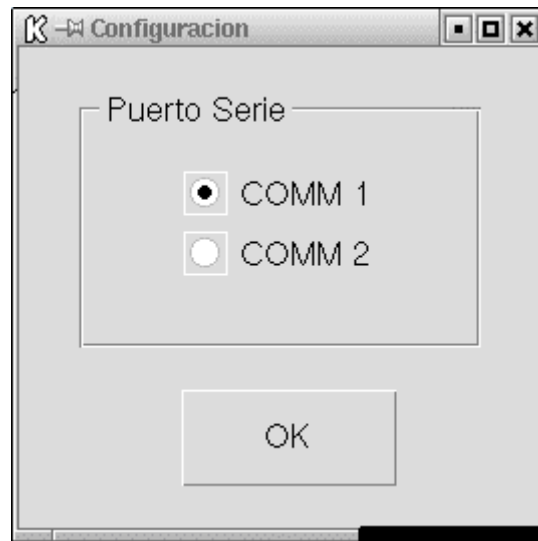 Configuracion
Puerto Serie
COMM 1
COMM 2
OK